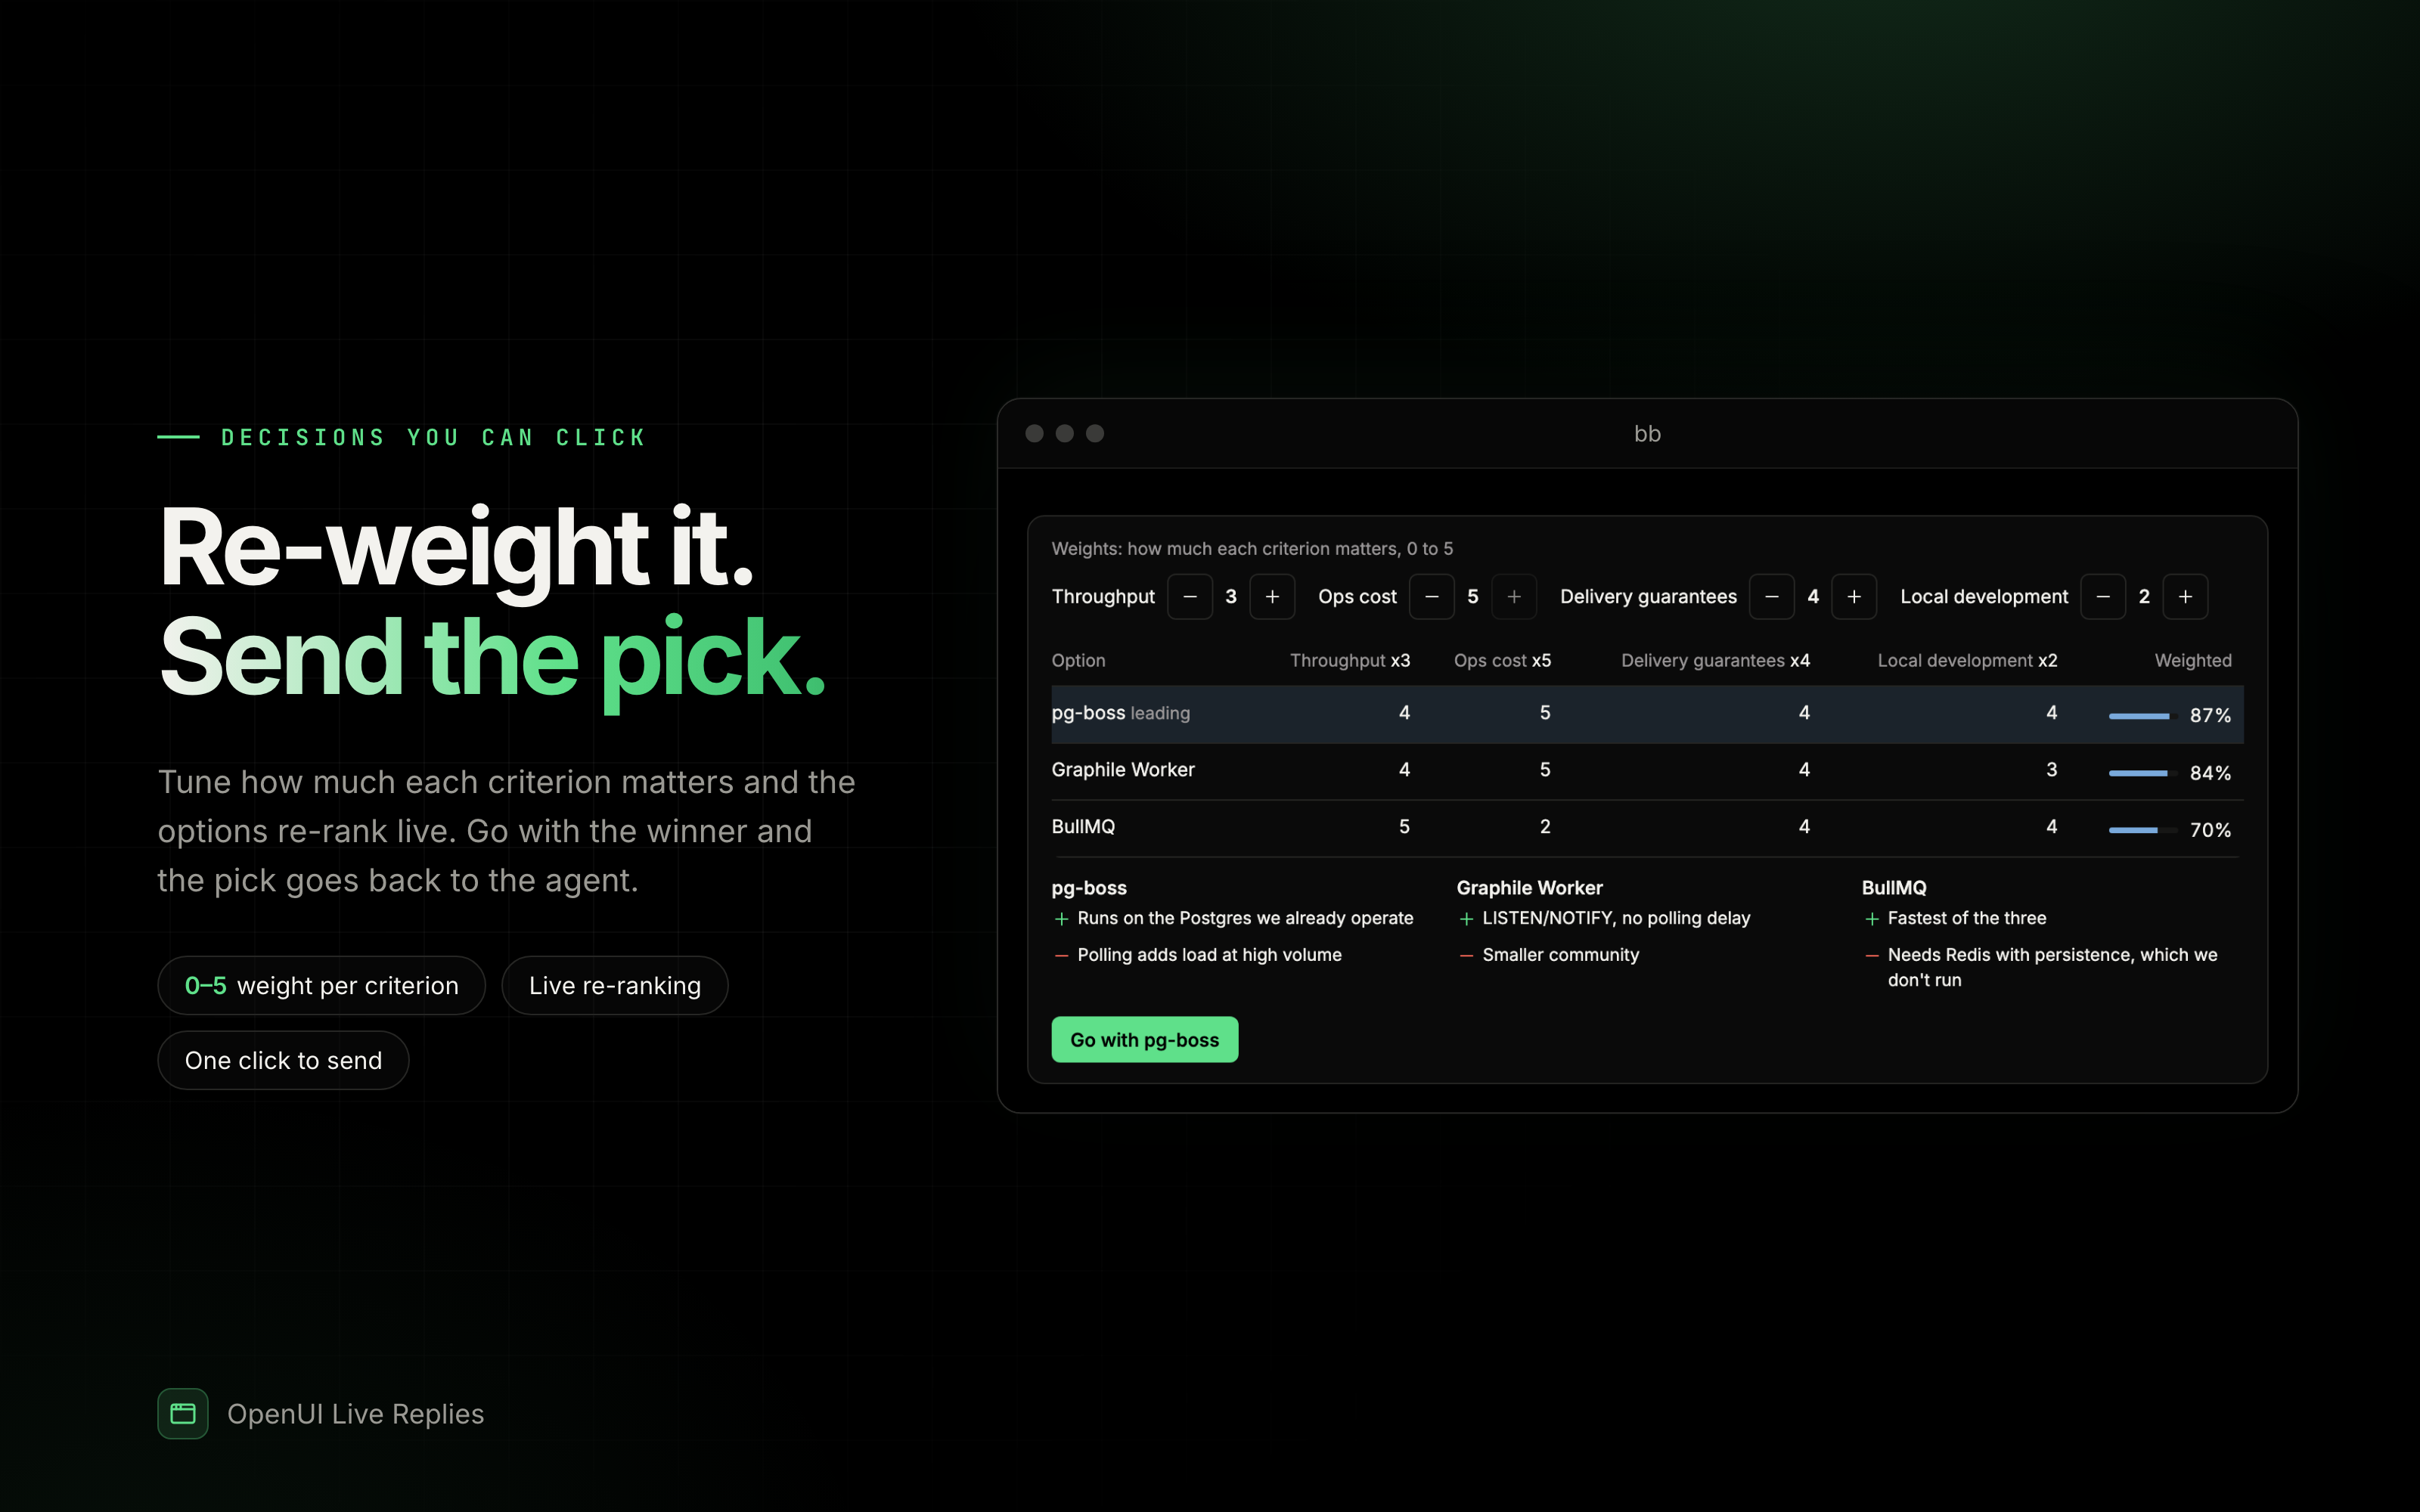 DECISIONS YOU CAN CLICK
Re-weight it.
Send the pick.
Tune how much each criterion matters and the
options re-rank live. Go with the winner and
the pick goes back to the agent.
0–5 weight per criterion
Live re-ranking
One click to send
OpenUI Live Replies
bb
Weights: how much each criterion matters, 0 to 5
Throughput − 3 + Ops cost − 5 + Delivery guarantees − 4 + Local development − 2 +
Option Throughput x3 Ops cost x5 Delivery guarantees x4 Local development x2 Weighted
pg-boss leading 4 5 4 4 87%
Graphile Worker 4 5 4 3 84%
BullMQ 5 2 4 4 70%
pg-boss
+ Runs on the Postgres we already operate
− Polling adds load at high volume
Graphile Worker
+ LISTEN/NOTIFY, no polling delay
− Smaller community
BullMQ
+ Fastest of the three
− Needs Redis with persistence, which we
don't run
Go with pg-boss